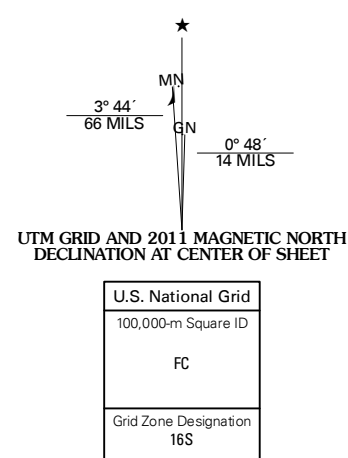 MN
GN
3° 44´
66 MILS
0° 48´
14 MILS
UTM GRID AND 2011 MAGNETIC NORTH
DECLINATION AT CENTER OF SHEET
U.S. National Grid
100,000-m Square ID
FC
Grid Zone Designation
16S